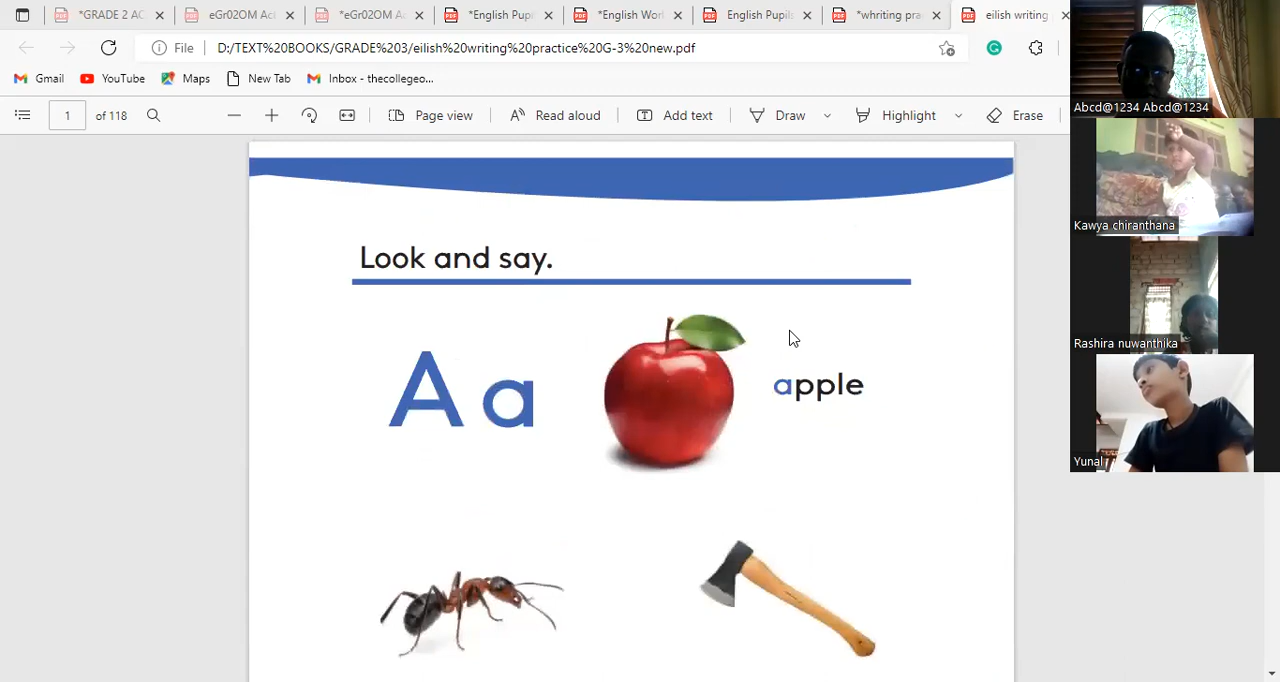 *GRADE 2 AC
eGr02OM Ac
*eGr02OM A
*English Pupi
*English Wor
English Pupils
*whriting pra
eilish writing
File
D:/TEXT%20BOOKS/GRADE%203/eilish%20writing%20practice%20G-3%20new.pdf
Gmail
YouTube
Maps
New Tab
Inbox - thecollegeo...
1
of 118
Page view
Read aloud
Add text
Draw
Highlight
Erase
Look and say.
A a
apple
Abcd@1234 Abcd@1234
Kawya chiranthana
Rashira nuwanthika
Yunal